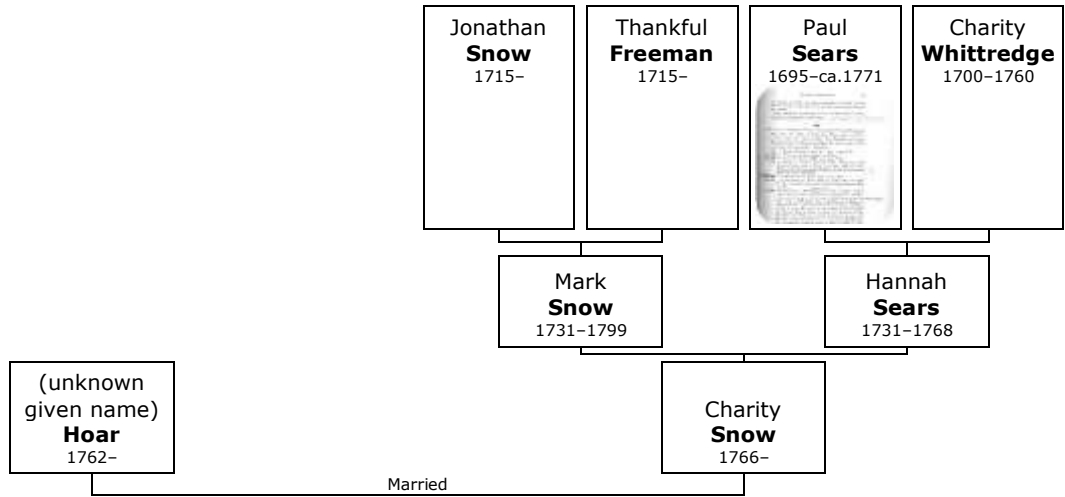 Jonathan
Snow
1715–
Thankful
Freeman
1715–
Paul
Sears
1695–ca.1771
Charity
Whittredge
1700–1760
Mark
Snow
1731–1799
Hannah
Sears
1731–1768
(unknown
given name)
Hoar
1762–
Charity
Snow
1766–
Married